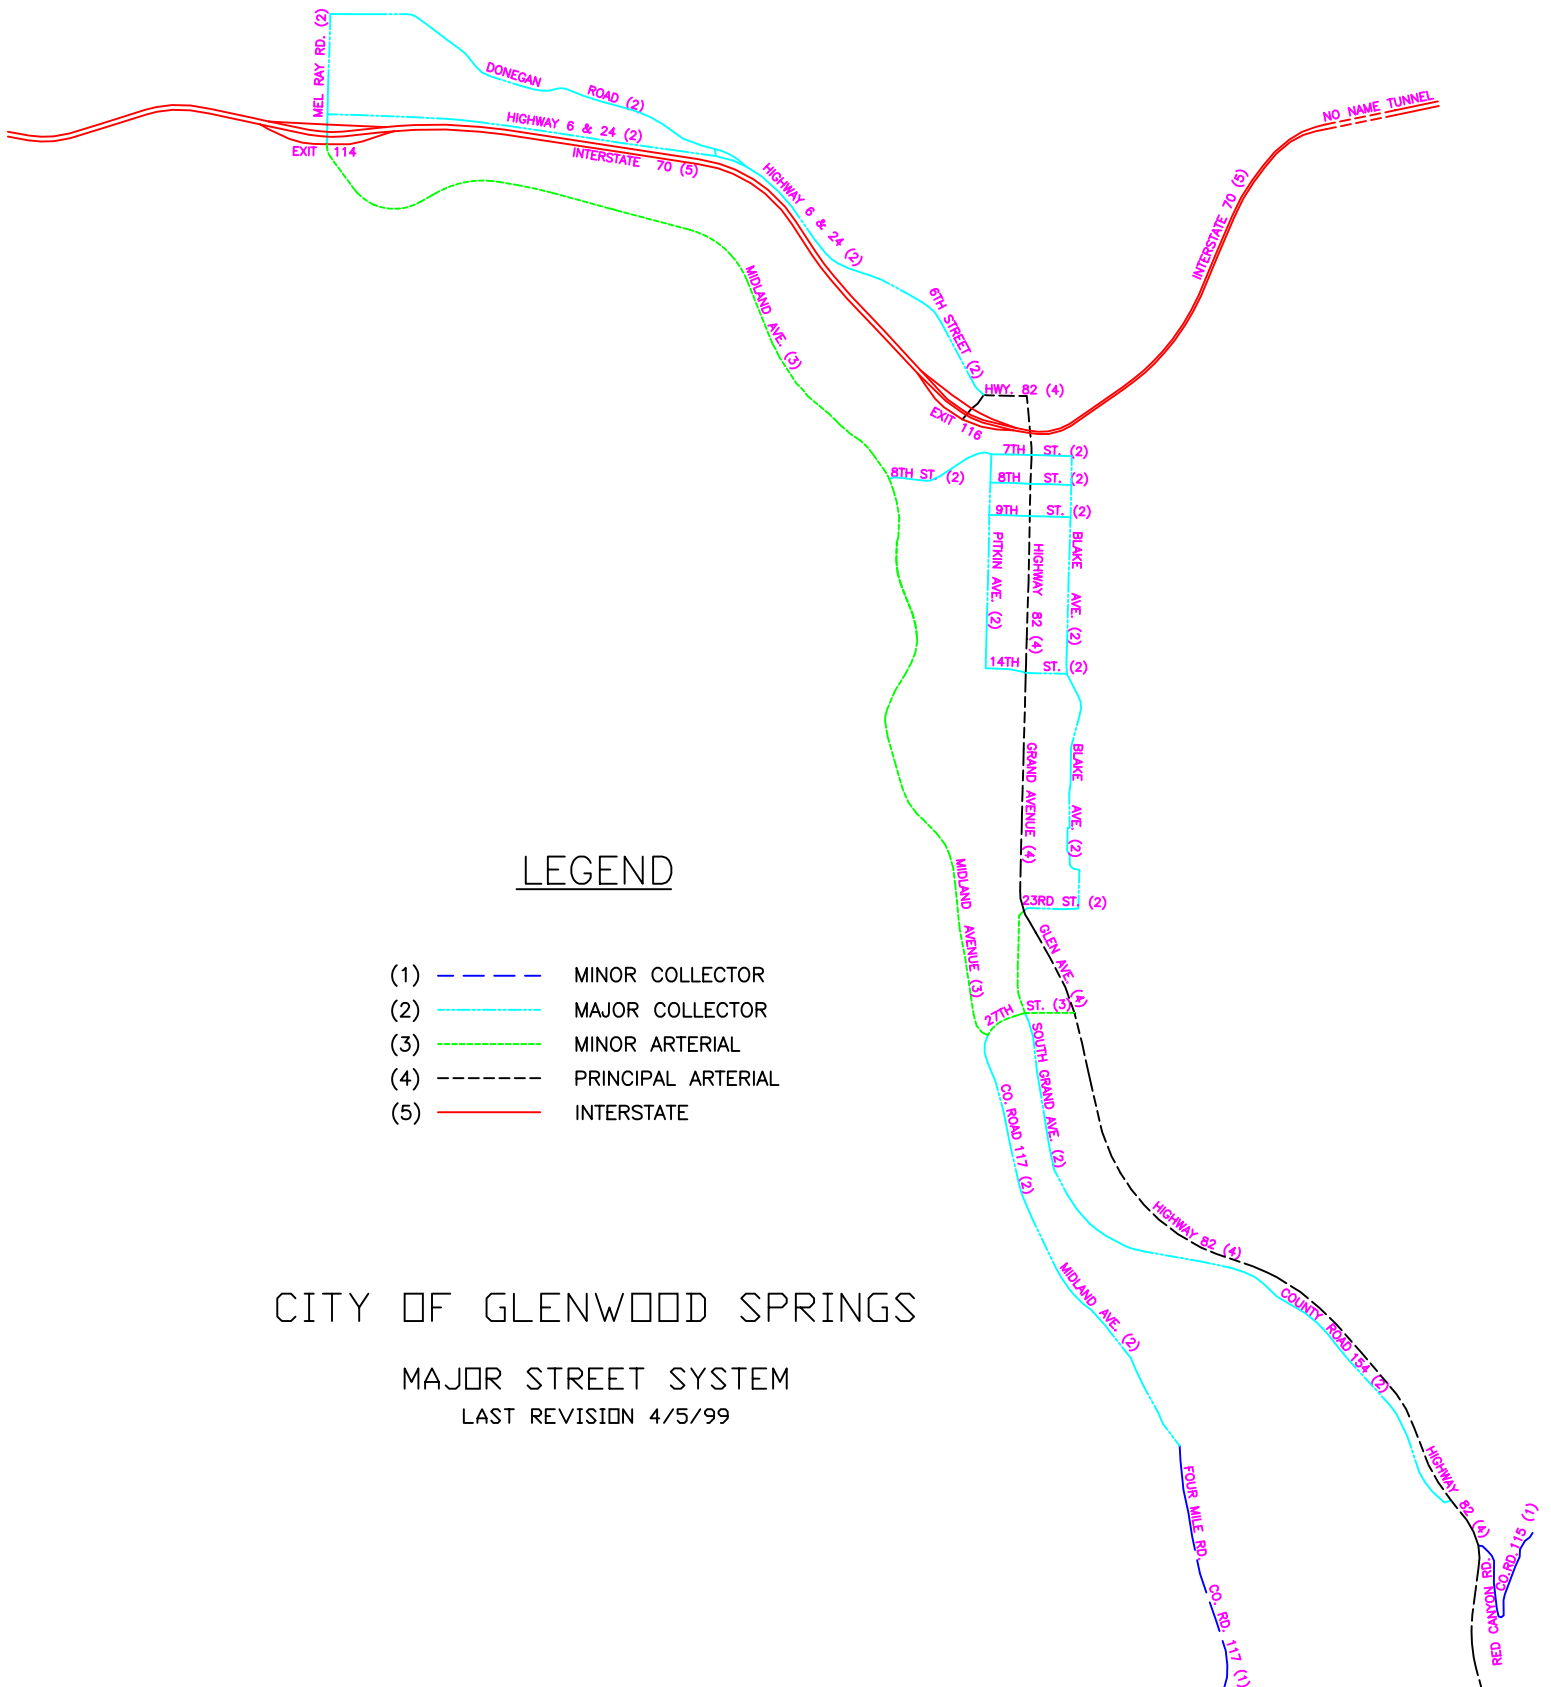 MEL RAY RD. (2)
DONEGAN ROAD (2)
HIGHWAY 6 & 24 (2)
EXIT 114
INTERSTATE 70 (5)
NO NAME TUNNEL
HIGHWAY 6 & 24 (2)
INTERSTATE 70 (5)
MIDLAND AVE. (3)
6TH STREET (2)
HWY. 82 (4)
EXIT 116
7TH ST. (2)
8TH ST. (2)
8TH ST. (2)
9TH ST. (2)
PITKIN AVE. (2)
HIGHWAY 82 (4)
BLAKE AVE. (2)
14TH ST. (2)
GRAND AVENUE (4)
BLAKE AVE. (2)
MIDLAND AVENUE (3)
23RD ST. (2)
GLEN AVE. (4)
27TH ST. (3)
SOUTH GRAND AVE. (2)
CO. ROAD 117 (2)
LEGEND
(1) MINOR COLLECTOR
(2) MAJOR COLLECTOR
(3) MINOR ARTERIAL
(4) PRINCIPAL ARTERIAL
(5) INTERSTATE
HIGHWAY 82 (4)
MIDLAND AVE. (2)
COUNTY ROAD 154 (2)
CITY OF GLENWOOD SPRINGS
MAJOR STREET SYSTEM
LAST REVISION 4/5/99
HIGHWAY 82 (4)
FOUR MILE RD. CO. RD. 117 (1)
RED CANYON RD.
CO.RD. 115 (1)